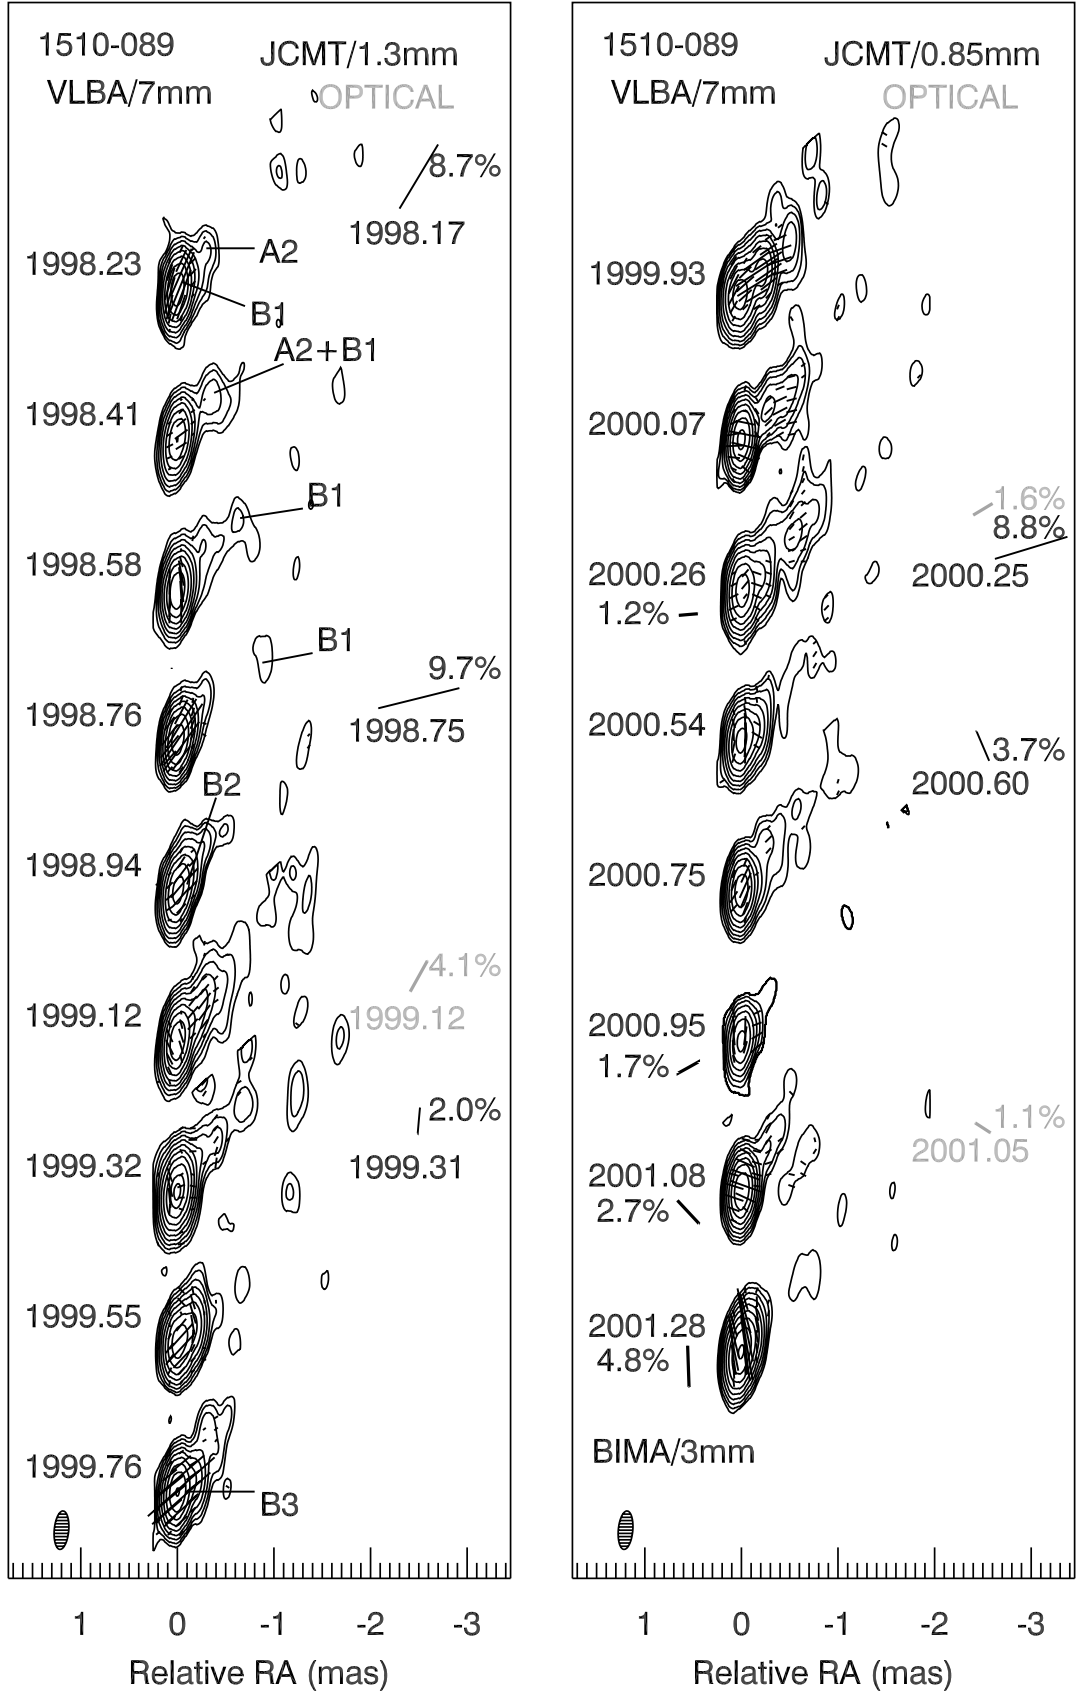 1510-089
JCMT/1.3mm
VLBA/7mm
OPTICAL
8.7%
1998.17
1998.23
A2
B1
A2+B1
1998.41
B1
1998.58
B1
9.7%
1998.76
1998.75
B2
1998.94
4.1%
1999.12
1999.12
2.0%
1999.32
1999.31
1999.55
1999.76
B3
1 0 -1 -2 -3
Relative RA (mas)
1510-089
JCMT/0.85mm
VLBA/7mm
OPTICAL
1999.93
2000.07
1.6%
8.8%
2000.26
2000.25
1.2%
2000.54
3.7%
2000.60
2000.75
2000.95
1.7%
1.1%
2001.05
2001.08
2.7%
2001.28
4.8%
BIMA/3mm
1 0 -1 -2 -3
Relative RA (mas)